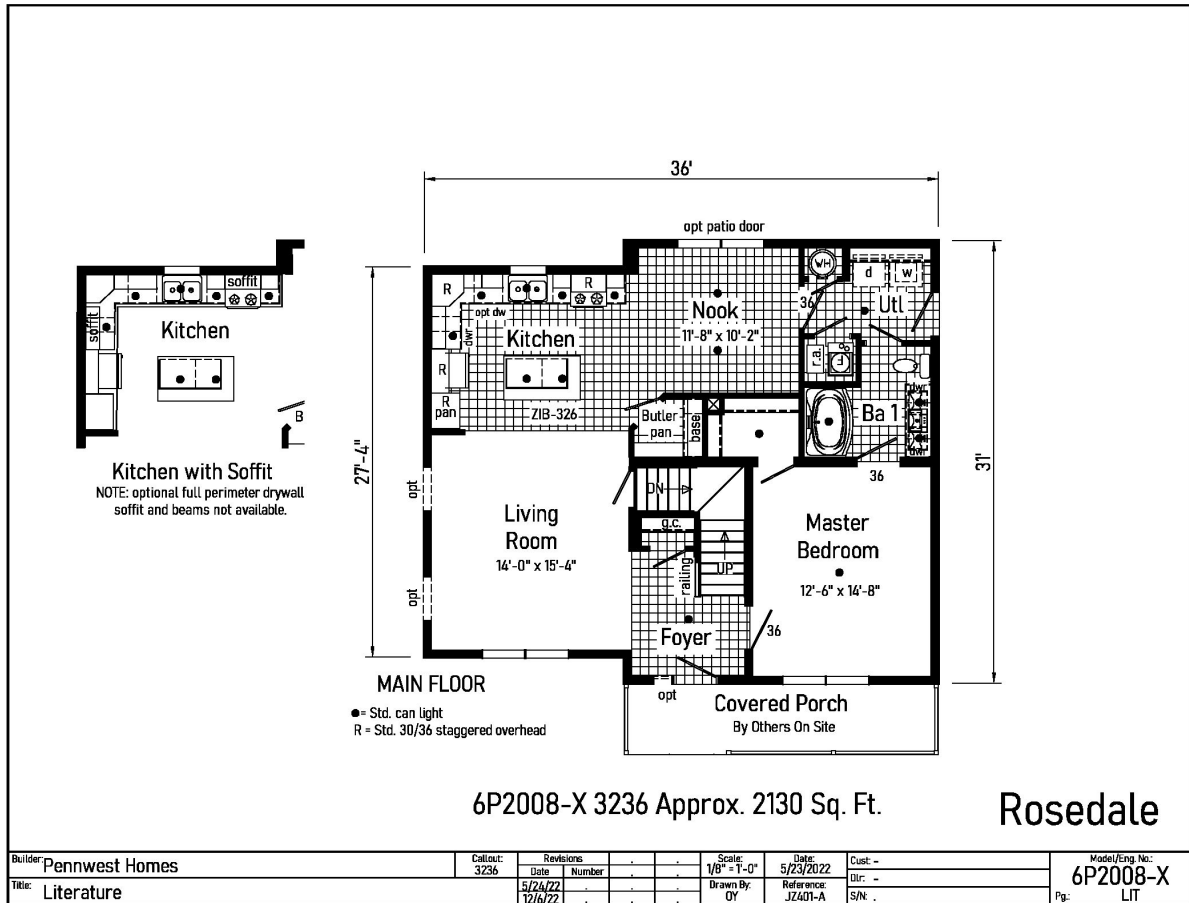 36'
opt patio door
soffit
soffit
Kitchen
B
Kitchen with Soffit
NOTE: optional full perimeter drywall
soffit and beams not available.
27'-4"
31'
R
R
opt dw
dwr
Kitchen
R
R
pan
ZIB-326
Nook
11'-8" x 10'-2"
WH
d
w
36
Utl
r.a.
Ba 1
dwr
dwr
36
Butler
pan
base
DN
g.c.
UP
railing
opt
opt
Living
Room
14'-0" x 15'-4"
Master
Bedroom
12'-6" x 14'-8"
Foyer
36
opt
MAIN FLOOR
● = Std. can light
R = Std. 30/36 staggered overhead
Covered Porch
By Others On Site
6P2008-X 3236 Approx. 2130 Sq. Ft.
Rosedale
Builder: Pennwest Homes
Title: Literature
Callout:
3236
Revisions
Date Number
5/24/22
12/6/22
Scale:
1/8" = 1'-0"
Date:
5/23/2022
Drawn By:
OY
Reference:
JZ401-A
Cust: -
Dlr: -
S/N: .
Model/Eng. No.:
6P2008-X
Pg.: LIT